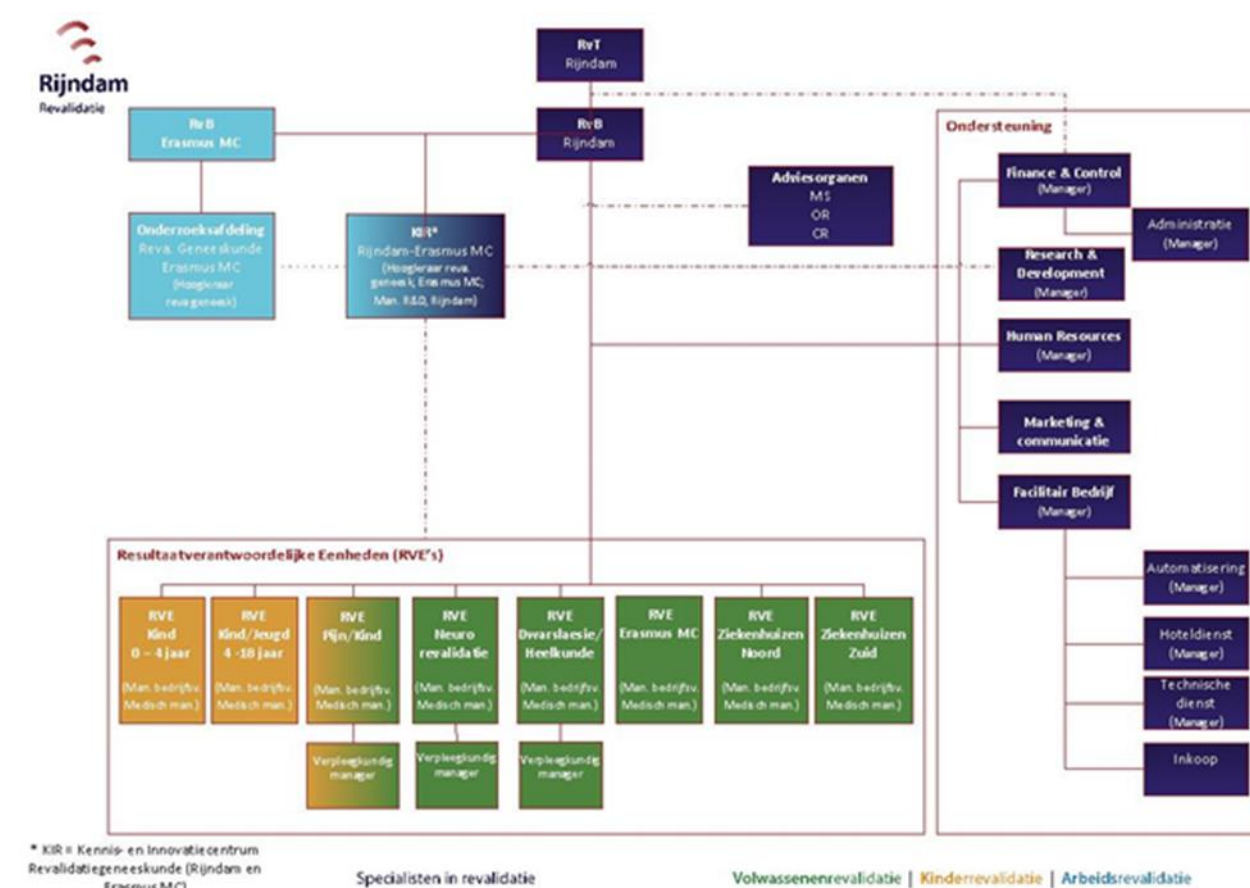 Rijndam
Revalidatie
RvT
Rijndam
RvB
Erasmus MC
RvB
Rijndam
Ondersteuning
Adviesorganen
MS
OR
CR
Finance & Control
(Manager)
Administratie
(Manager)
Onderzoeksafdeling
Reva. Geneeskunde
Erasmus MC
(Hoogleraar
reva geneesk)
KIR*
Rijndam-Erasmus MC
(Hoogleraar reva.
geneesk, Erasmus MC;
Man. R&D, Rijndam)
Research &
Development
(Manager)
Human Resources
(Manager)
Marketing &
communicatie
Facilitair Bedrijf
(Manager)
Automatisering
(Manager)
Hoteldienst
(Manager)
Technische
dienst
(Manager)
Inkoop
Resultaatverantwoordelijke Eenheden (RVE's)
RVE
Kind
0 – 4 jaar
(Man. bedrijfsv.
Medisch man.)
RVE
Kind/Jeugd
4 -18 jaar
(Man. bedrijfsv.
Medisch man.)
RVE
Pijn/Kind
(Man. bedrijfsv.
Medisch man.)
RVE
Neuro
revalidatie
(Man. bedrijfsv.
Medisch man.)
RVE
Dwarslaesie/
Heelkunde
(Man. bedrijfsv.
Medisch man.)
RVE
Erasmus MC
(Man. bedrijfsv.
Medisch man.)
RVE
Ziekenhuizen
Noord
(Man. bedrijfsv.
Medisch man.)
RVE
Ziekenhuizen
Zuid
(Man. bedrijfsv.
Medisch man.)
Verpleegkundig
manager
Verpleegkundig
manager
Verpleegkundig
manager
* KIR = Kennis- en Innovatiecentrum
Revalidatiegeneeskunde (Rijndam en
Erasmus MC)
Specialisten in revalidatie
Volwassenenrevalidatie | Kinderrevalidatie | Arbeidsrevalidatie